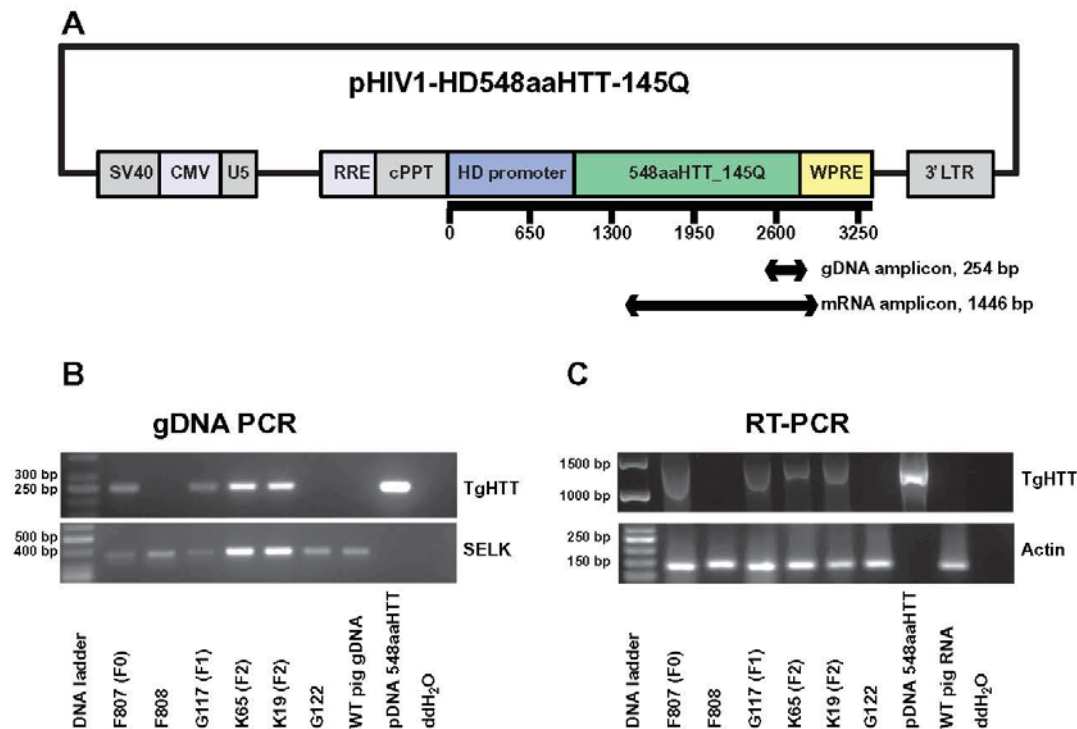 A
pHIV1-HD548aaHTT-145Q
SV40 CMV U5 RRE cPPT HD promoter 548aaHTT_145Q WPRE 3' LTR
0 650 1300 1950 2600 3250
gDNA amplicon, 254 bp
mRNA amplicon, 1446 bp
B
gDNA PCR
300 bp
250 bp
TgHTT
500 bp
400 bp
SELK
DNA ladder
F807 (F0)
F808
G117 (F1)
K65 (F2)
K19 (F2)
G122
WT pig gDNA
pDNA 548aaHTT
ddH₂O
C
RT-PCR
1500 bp
1000 bp
TgHTT
250 bp
150 bp
Actin
DNA ladder
F807 (F0)
F808
G117 (F1)
K65 (F2)
K19 (F2)
G122
pDNA 548aaHTT
WT pig RNA
ddH₂O